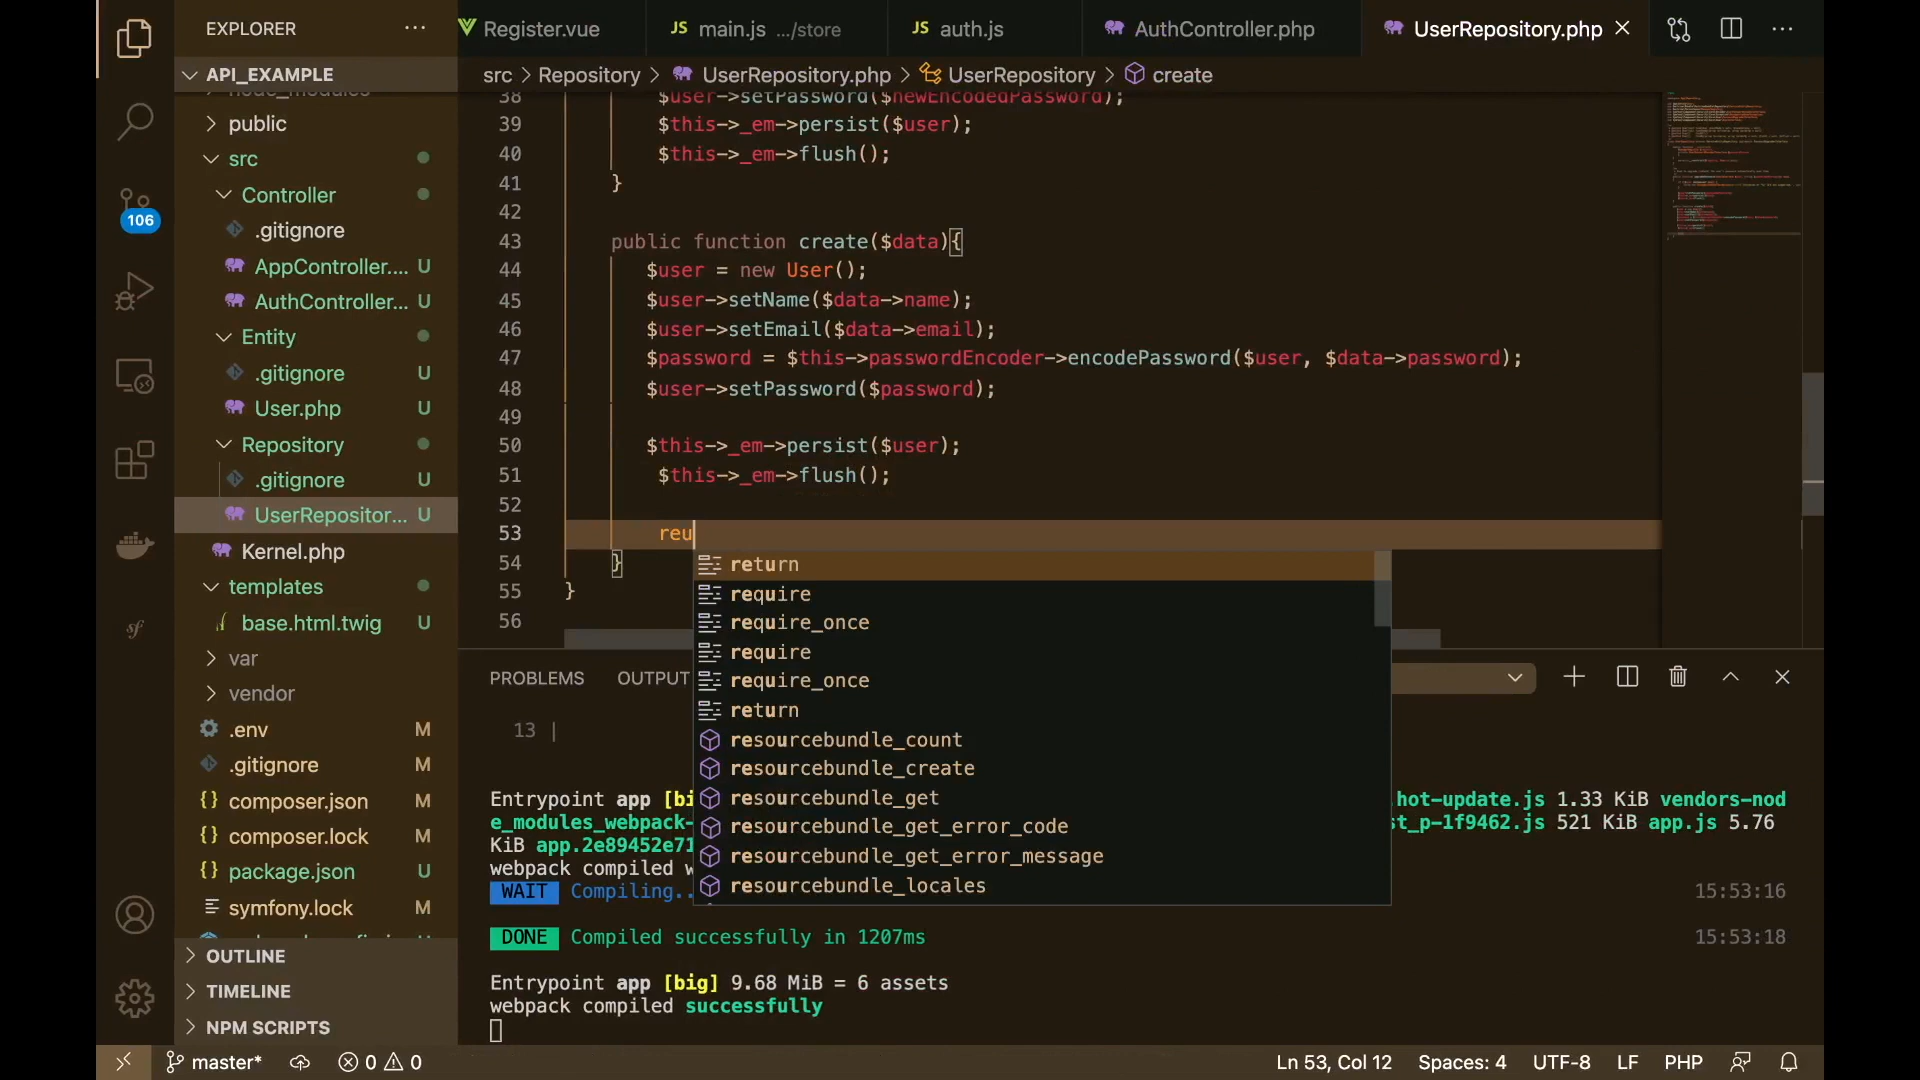 EXPLORER
API_EXAMPLE
node_modules
public
src
Controller
.gitignore
AppController.... U
AuthController... U
Entity
.gitignore U
User.php U
Repository
.gitignore U
UserRepositor... U
Kernel.php
templates
base.html.twig U
var
vendor
.env M
.gitignore M
composer.json M
composer.lock M
package.json U
symfony.lock M
OUTLINE
TIMELINE
NPM SCRIPTS
106
Register.vue
JS main.js .../store
JS auth.js
AuthController.php
UserRepository.php
src > Repository > UserRepository.php > UserRepository > create
38 $user->setPassword($newEncodedPassword);
39 $this->_em->persist($user);
40 $this->_em->flush();
41 }
42
43 public function create($data){
44 $user = new User();
45 $user->setName($data->name);
46 $user->setEmail($data->email);
47 $password = $this->passwordEncoder->encodePassword($user, $data->password);
48 $user->setPassword($password);
49
50 $this->_em->persist($user);
51 $this->_em->flush();
52
53 reu
54 }
55 }
56
return
require
require_once
require
require_once
return
resourcebundle_count
resourcebundle_create
resourcebundle_get
resourcebundle_get_error_code
resourcebundle_get_error_message
resourcebundle_locales
PROBLEMS OUTPUT
13 |
Entrypoint app [bi .hot-update.js 1.33 KiB vendors-nod
e_modules_webpack- st_p-1f9462.js 521 KiB app.js 5.76
KiB app.2e89452e71
webpack compiled w
WAIT Compiling.. 15:53:16
DONE Compiled successfully in 1207ms 15:53:18
Entrypoint app [big] 9.68 MiB = 6 assets
webpack compiled successfully
master* 0 0 Ln 53, Col 12 Spaces: 4 UTF-8 LF PHP